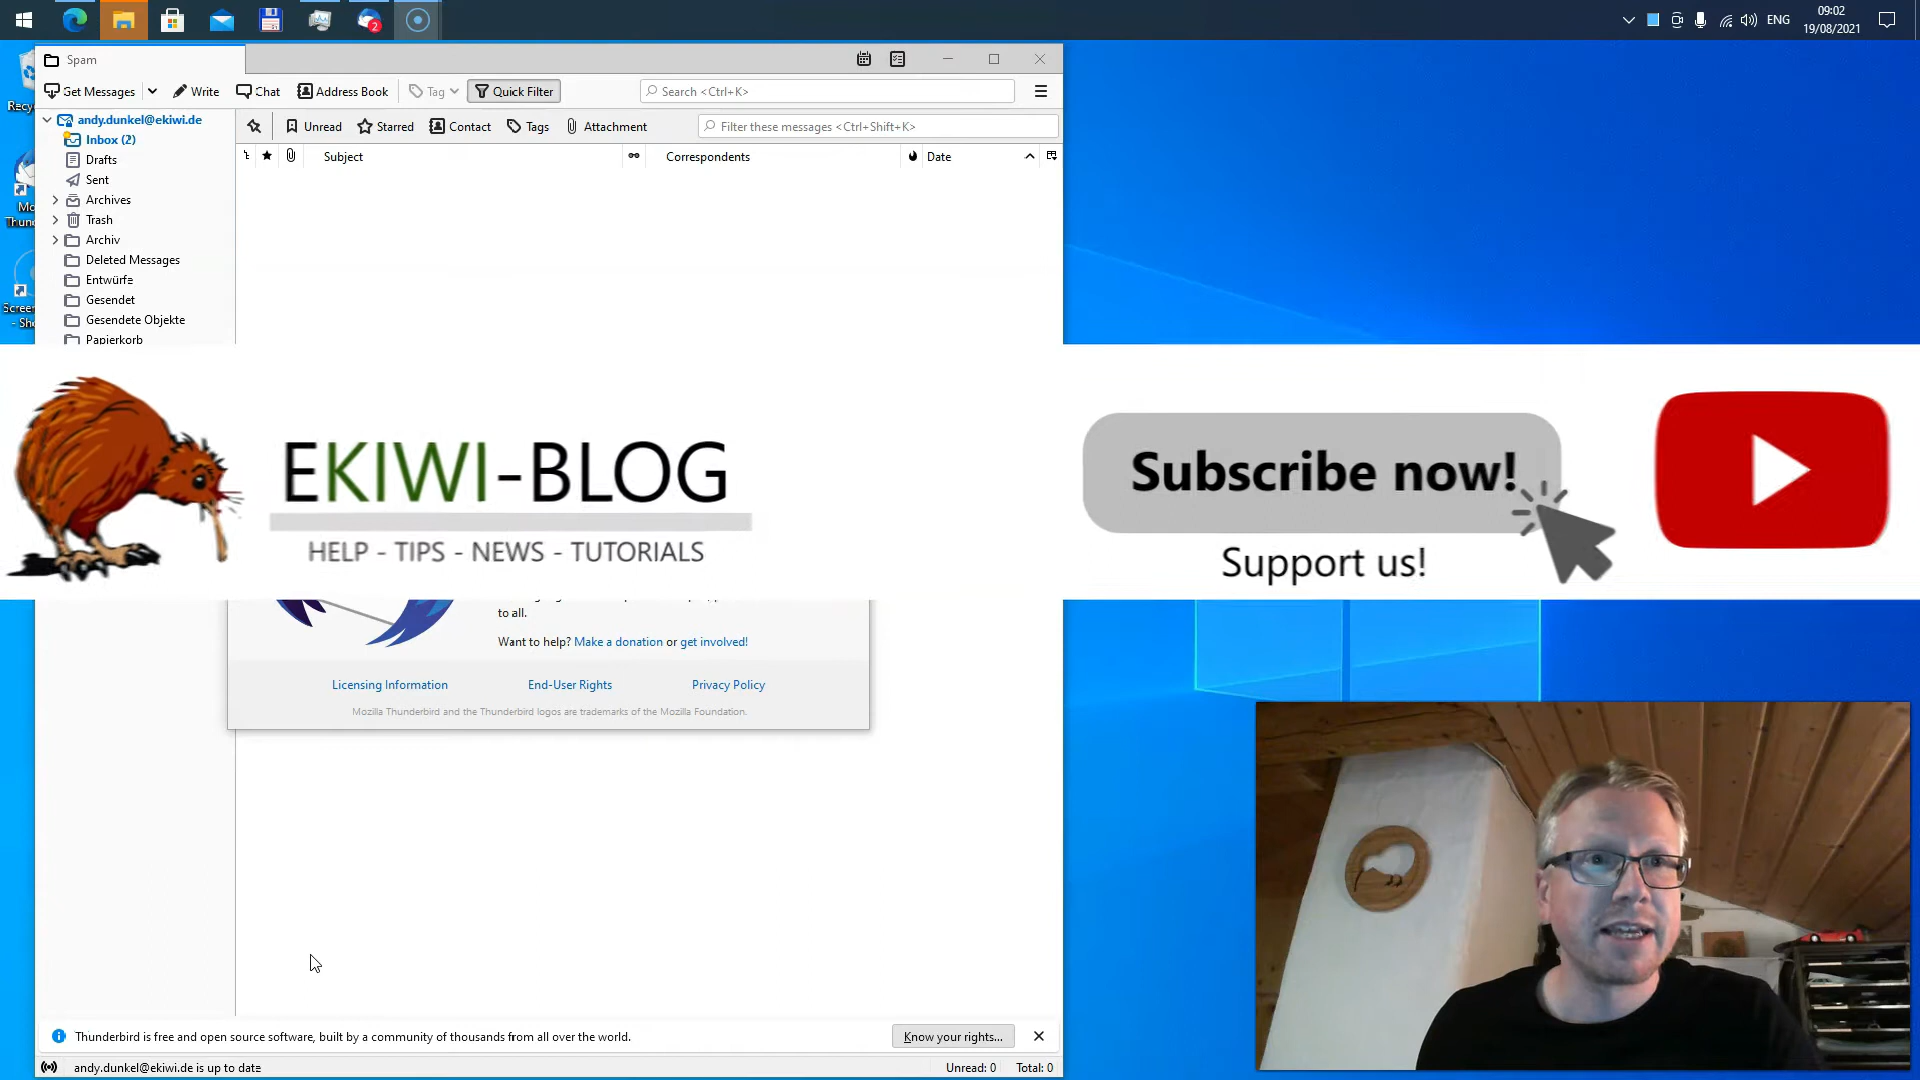 09:02
ENG
19/08/2021
2
Spam
Get Messages
Write
Chat
Address Book
Tag
Quick Filter
Search <Ctrl+K>
andy.dunkel@ekiwi.de
Unread
Starred
Contact
Tags
Attachment
Filter these messages <Ctrl+Shift+K>
Inbox (2)
Subject
Correspondents
Date
Drafts
Sent
Archives
Trash
Archiv
Deleted Messages
Entwürfe
Gesendet
Gesendete Objekte
Papierkorb
EKIWI-BLOG
HELP - TIPS - NEWS - TUTORIALS
Subscribe now!
Support us!
to all.
Want to help? Make a donation or get involved!
Licensing Information
End-User Rights
Privacy Policy
Mozilla Thunderbird and the Thunderbird logos are trademarks of the Mozilla Foundation.
Thunderbird is free and open source software, built by a community of thousands from all over the world.
Know your rights...
andy.dunkel@ekiwi.de is up to date
Unread: 0
Total: 0